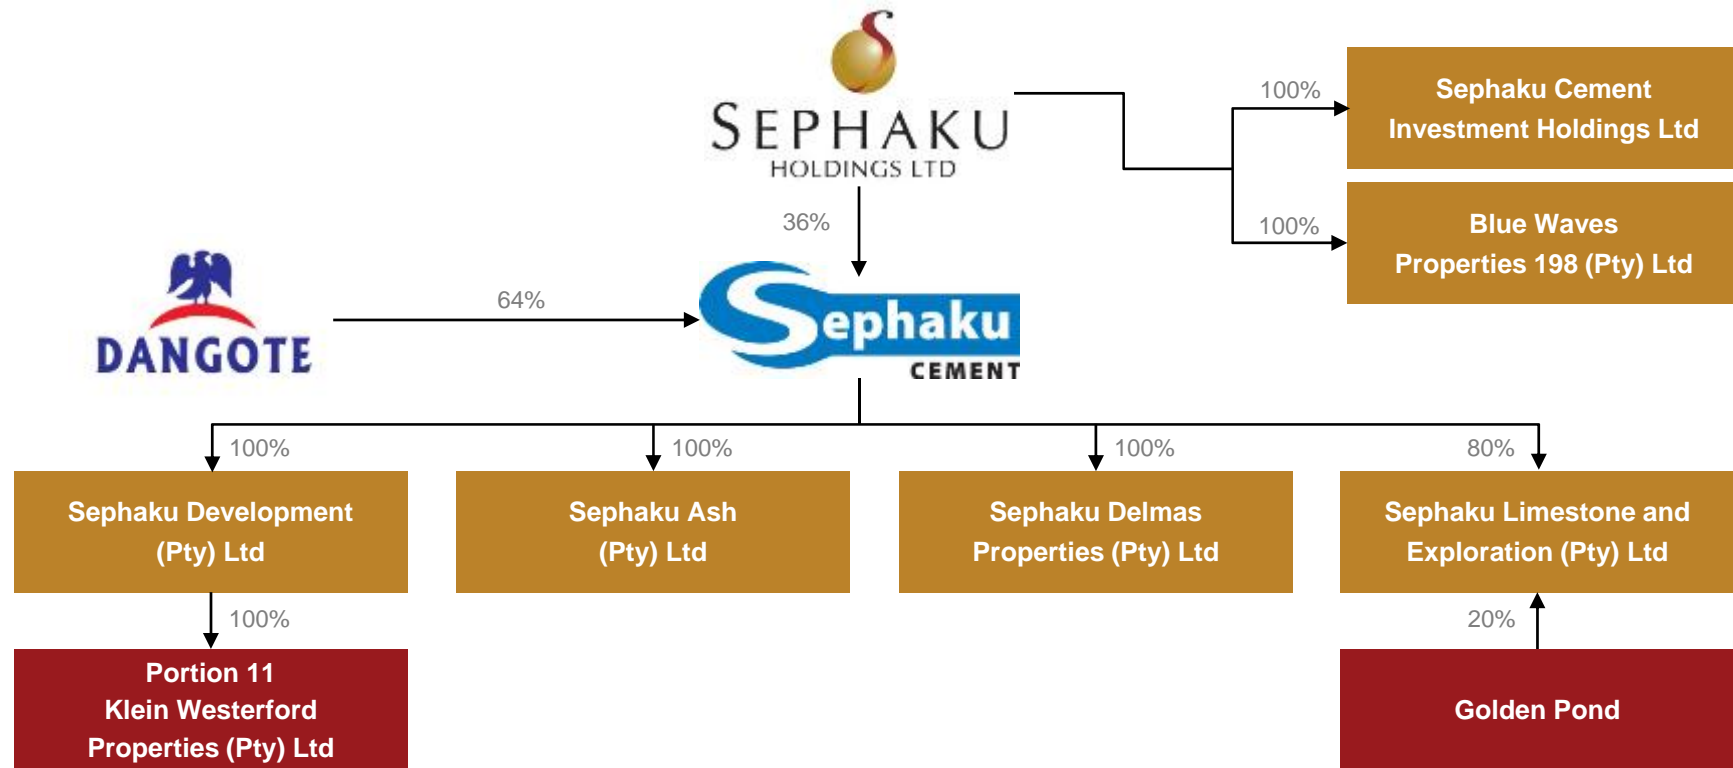 SEPHAKU
HOLDINGS LTD
100%
Sephaku Cement
Investment Holdings Ltd
100%
Blue Waves
Properties 198 (Pty) Ltd
36%
DANGOTE
64%
Sephaku
CEMENT
100%
100%
100%
80%
Sephaku Development
(Pty) Ltd
Sephaku Ash
(Pty) Ltd
Sephaku Delmas
Properties (Pty) Ltd
Sephaku Limestone and
Exploration (Pty) Ltd
100%
20%
Portion 11
Klein Westerford
Properties (Pty) Ltd
Golden Pond